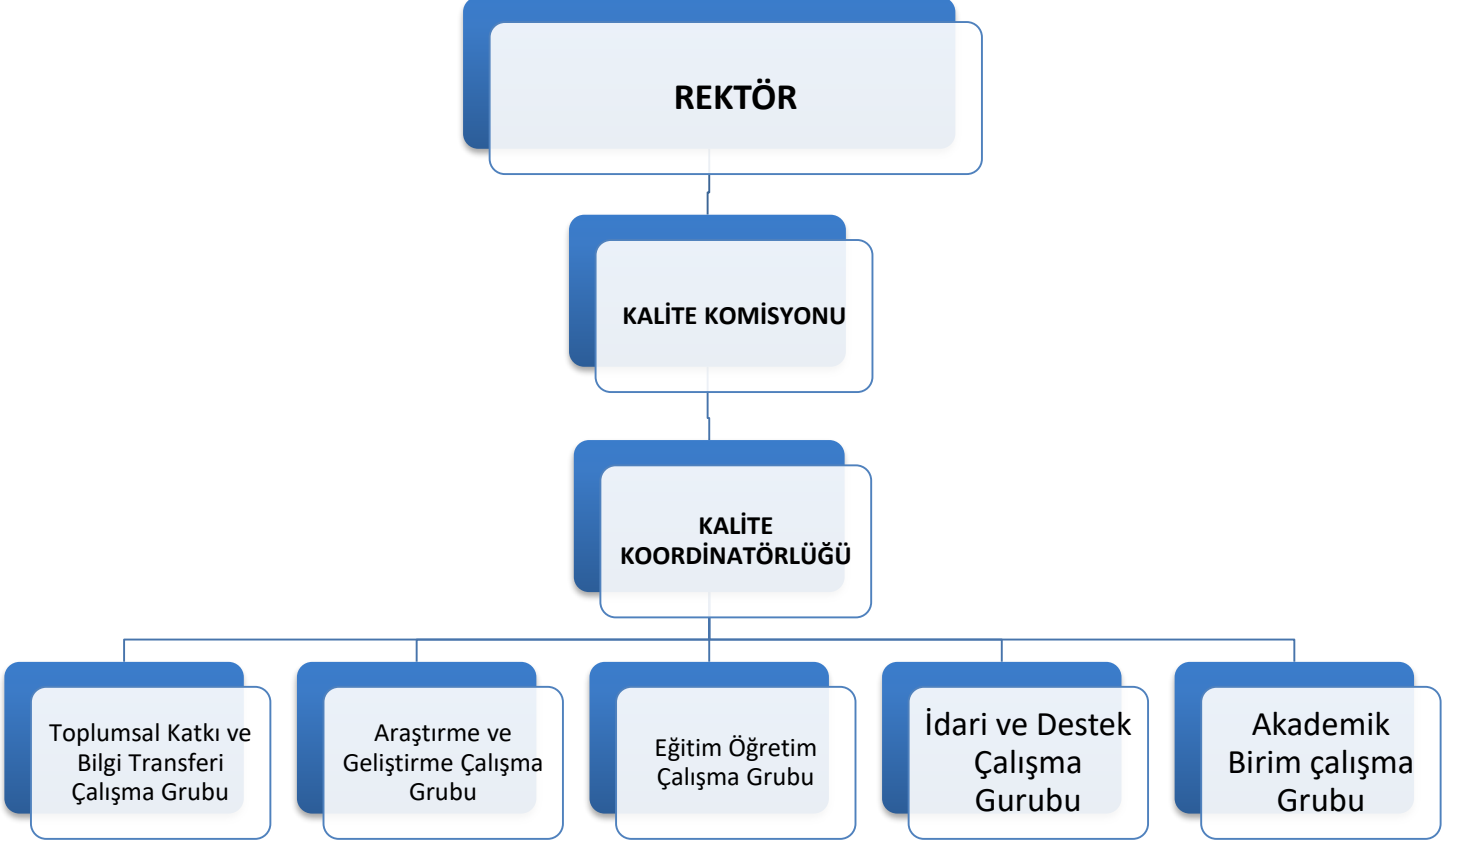 REKTÖR
KALİTE KOMİSYONU
KALİTE
KOORDİNATÖRLÜĞÜ
Toplumsal Katkı ve
Bilgi Transferi
Çalışma Grubu
Araştırme ve
Geliştirme Çalışma
Grubu
Eğitim Öğretim
Çalışma Grubu
İdari ve Destek
Çalışma
Gurubu
Akademik
Birim çalışma
Grubu